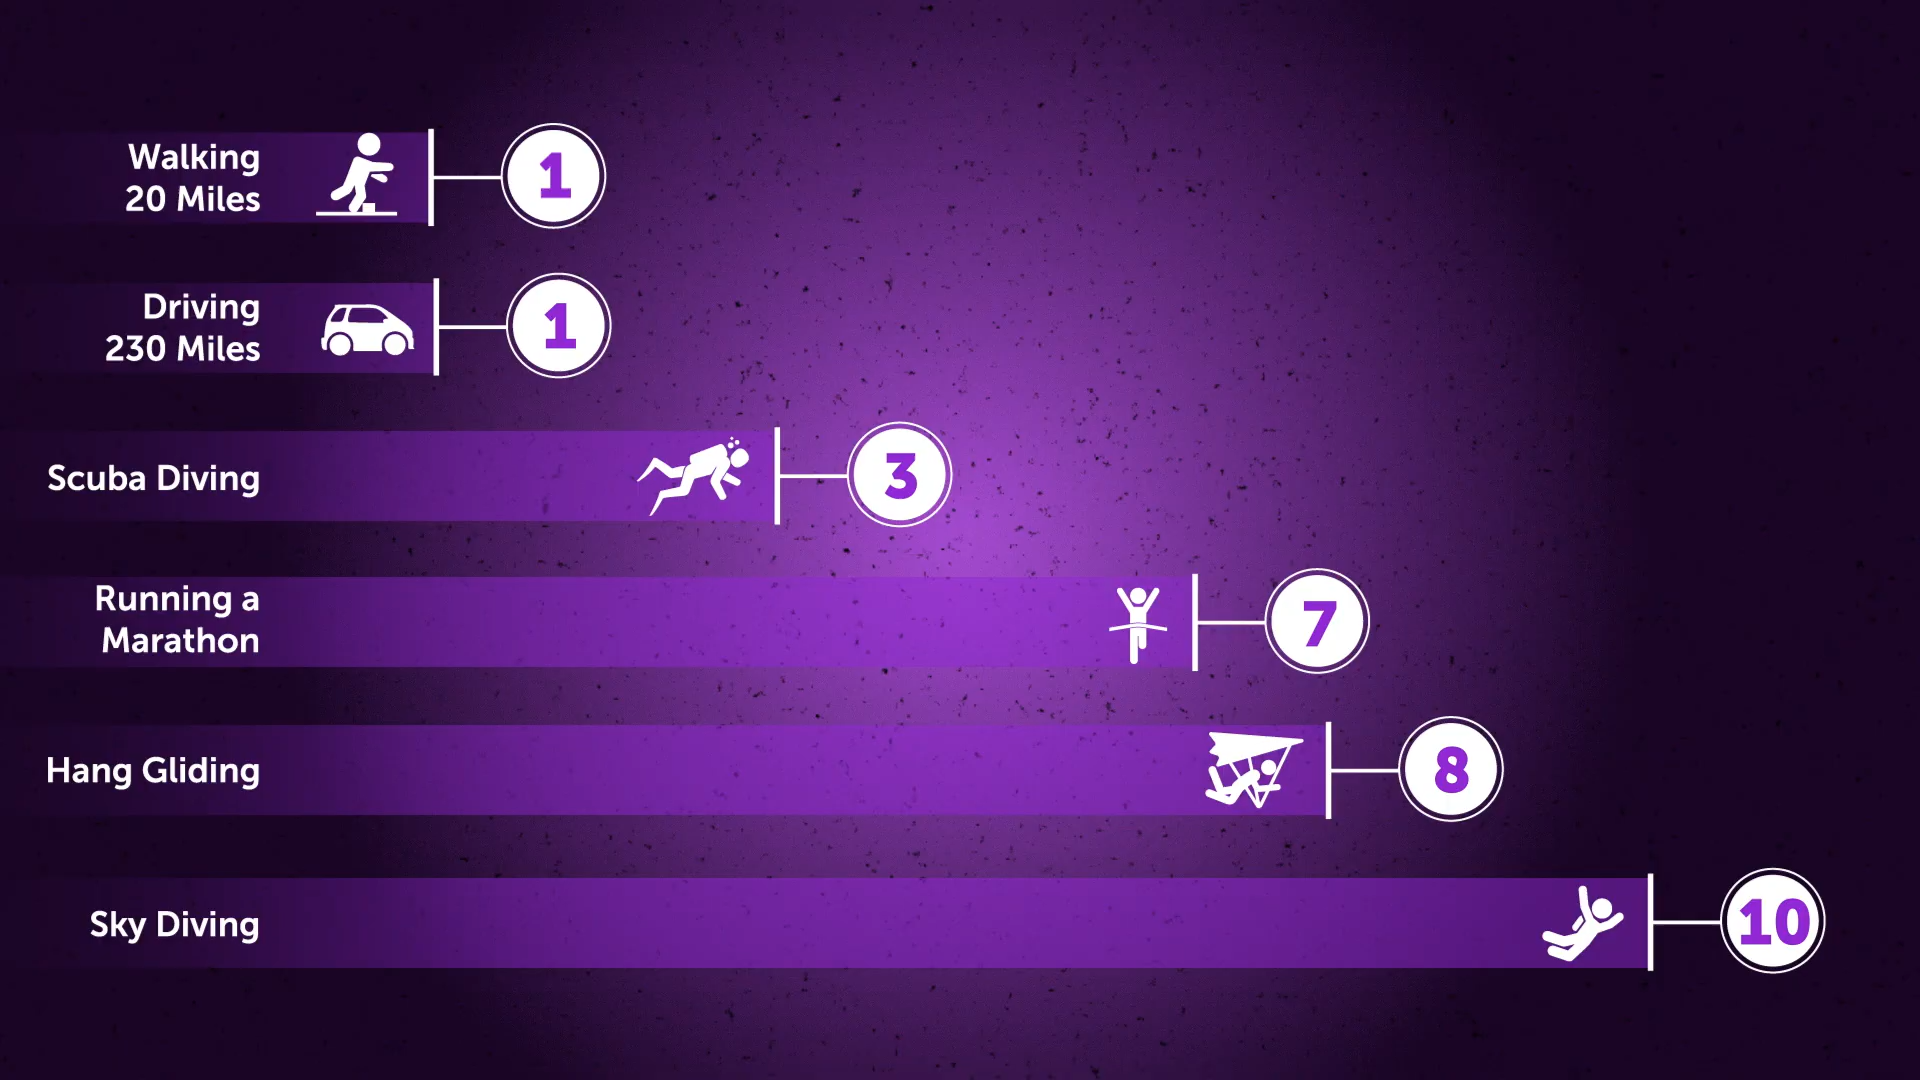 Walking
20 Miles
1
Driving
230 Miles
1
Scuba Diving
3
Running a
Marathon
7
Hang Gliding
8
Sky Diving
10